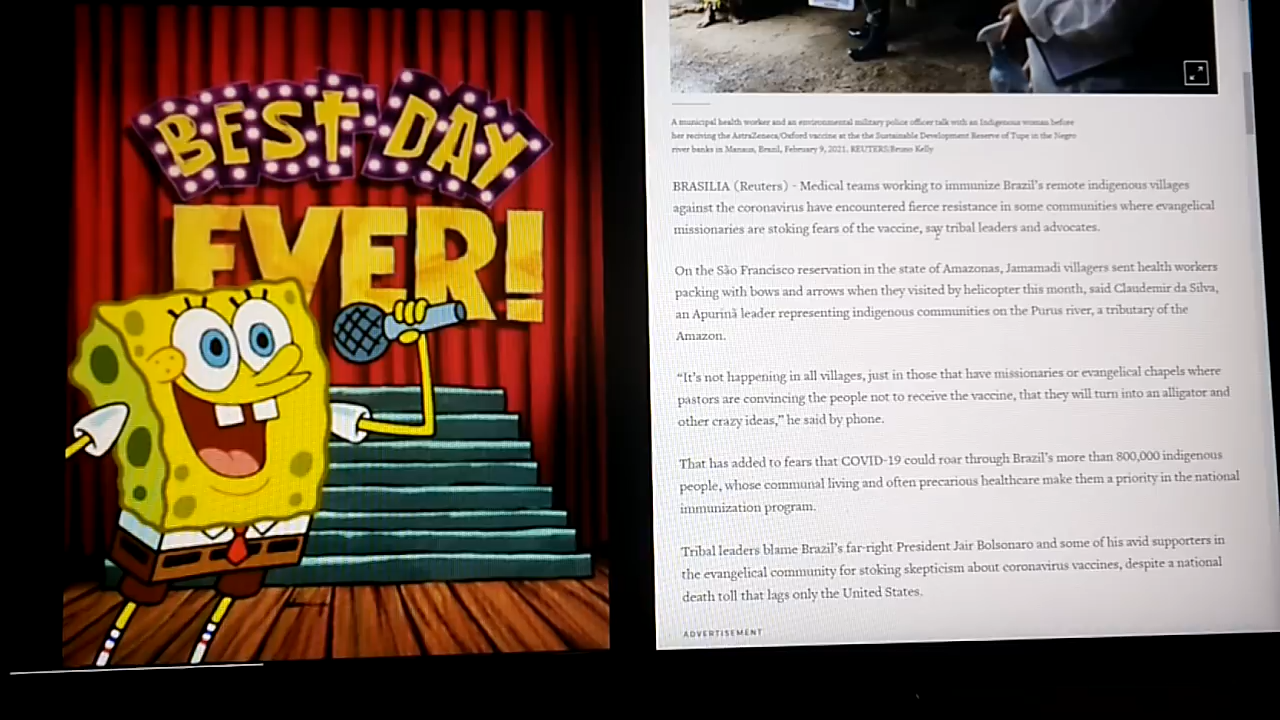 BEST DAY
EVER!
A municipal health worker and an environmental military police officer talk with an Indigenous woman before
her reciving the AstraZeneca/Oxford vaccine at the the Sustainable Development Reserve of Tupe in the Negro
river banks in Manaus, Brazil, February 9, 2021. REUTERS/Bruno Kelly
BRASILIA (Reuters) - Medical teams working to immunize Brazil's remote indigenous villages
against the coronavirus have encountered fierce resistance in some communities where evangelical
missionaries are stoking fears of the vaccine, say tribal leaders and advocates.
On the São Francisco reservation in the state of Amazonas, Jamamadi villagers sent health workers
packing with bows and arrows when they visited by helicopter this month, said Claudemir da Silva,
an Apurinã leader representing indigenous communities on the Purus river, a tributary of the
Amazon.
“It's not happening in all villages, just in those that have missionaries or evangelical chapels where
pastors are convincing the people not to receive the vaccine, that they will turn into an alligator and
other crazy ideas,” he said by phone.
That has added to fears that COVID-19 could roar through Brazil's more than 800,000 indigenous
people, whose communal living and often precarious healthcare make them a priority in the national
immunization program.
Tribal leaders blame Brazil's far-right President Jair Bolsonaro and some of his avid supporters in
the evangelical community for stoking skepticism about coronavirus vaccines, despite a national
death toll that lags only the United States.
ADVERTISEMENT